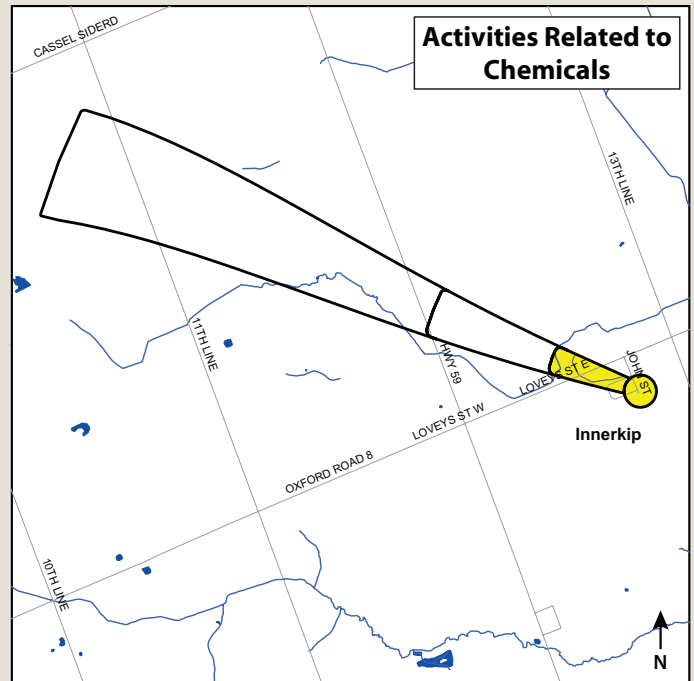 Activities Related to
Chemicals
CASSEL SIDERD
13TH LINE
11TH LINE
HWY 59
LOVEYS ST E
JOHN ST
LOVEYS ST W
Innerkip
OXFORD ROAD 8
10TH LINE
N